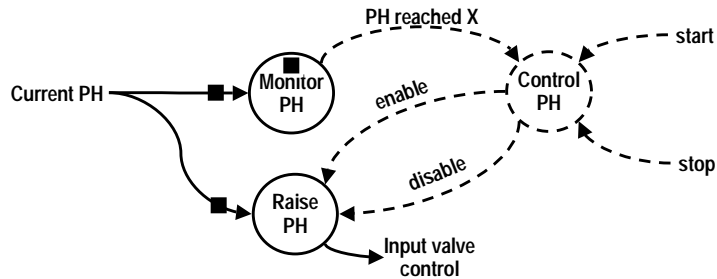 PH reached X
start
Monitor
PH
Control
PH
Current PH
enable
stop
disable
Raise
PH
Input valve
control